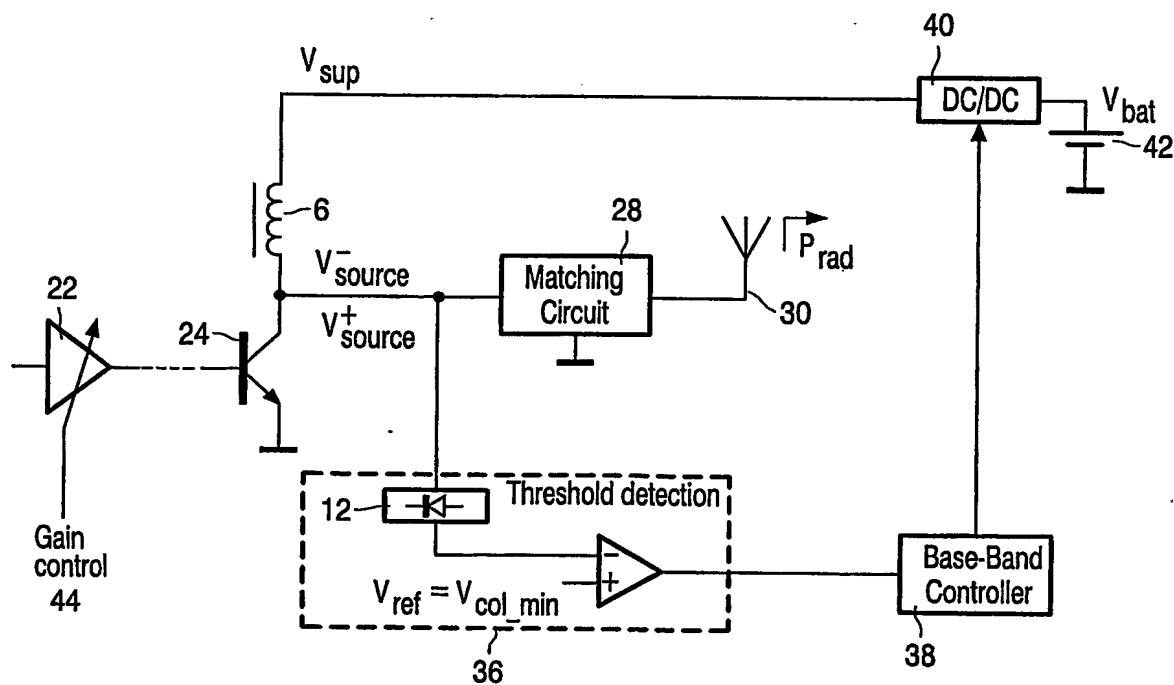 40
V_sup
DC/DC
V_bat
42
6
28
P_rad
V⁻_source
Matching
Circuit
22
24
V⁺_source
30
12
Threshold detection
−
+
Gain
control
44
V_ref = V_col_min
Base-Band
Controller
36
38